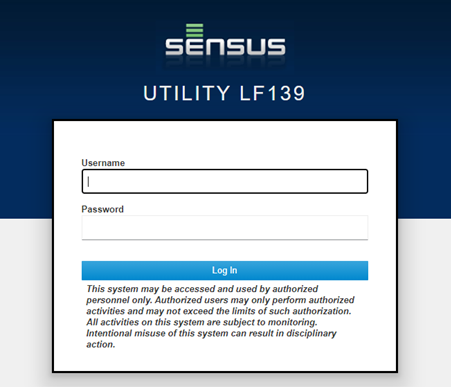 SENSUS
UTILITY LF139
Username
Password
Log In
This system may be accessed and used by authorized
personnel only. Authorized users may only perform authorized
activities and may not exceed the limits of such authorization.
All activities on this system are subject to monitoring.
Intentional misuse of this system can result in disciplinary
action.